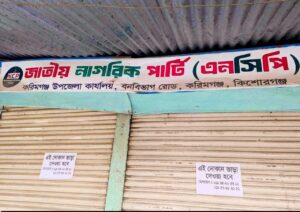 জাতীয় নাগরিক পার্টি (এনসিপি)
করিমগঞ্জ উপজেলা কার্যালয়, বনবিভাগ রোড, করিমগঞ্জ, কিশোরগঞ্জ
এই দোকান ভাড়া
দেওয়া হবে
এই দোকান ভাড়া
দেওয়া হবে